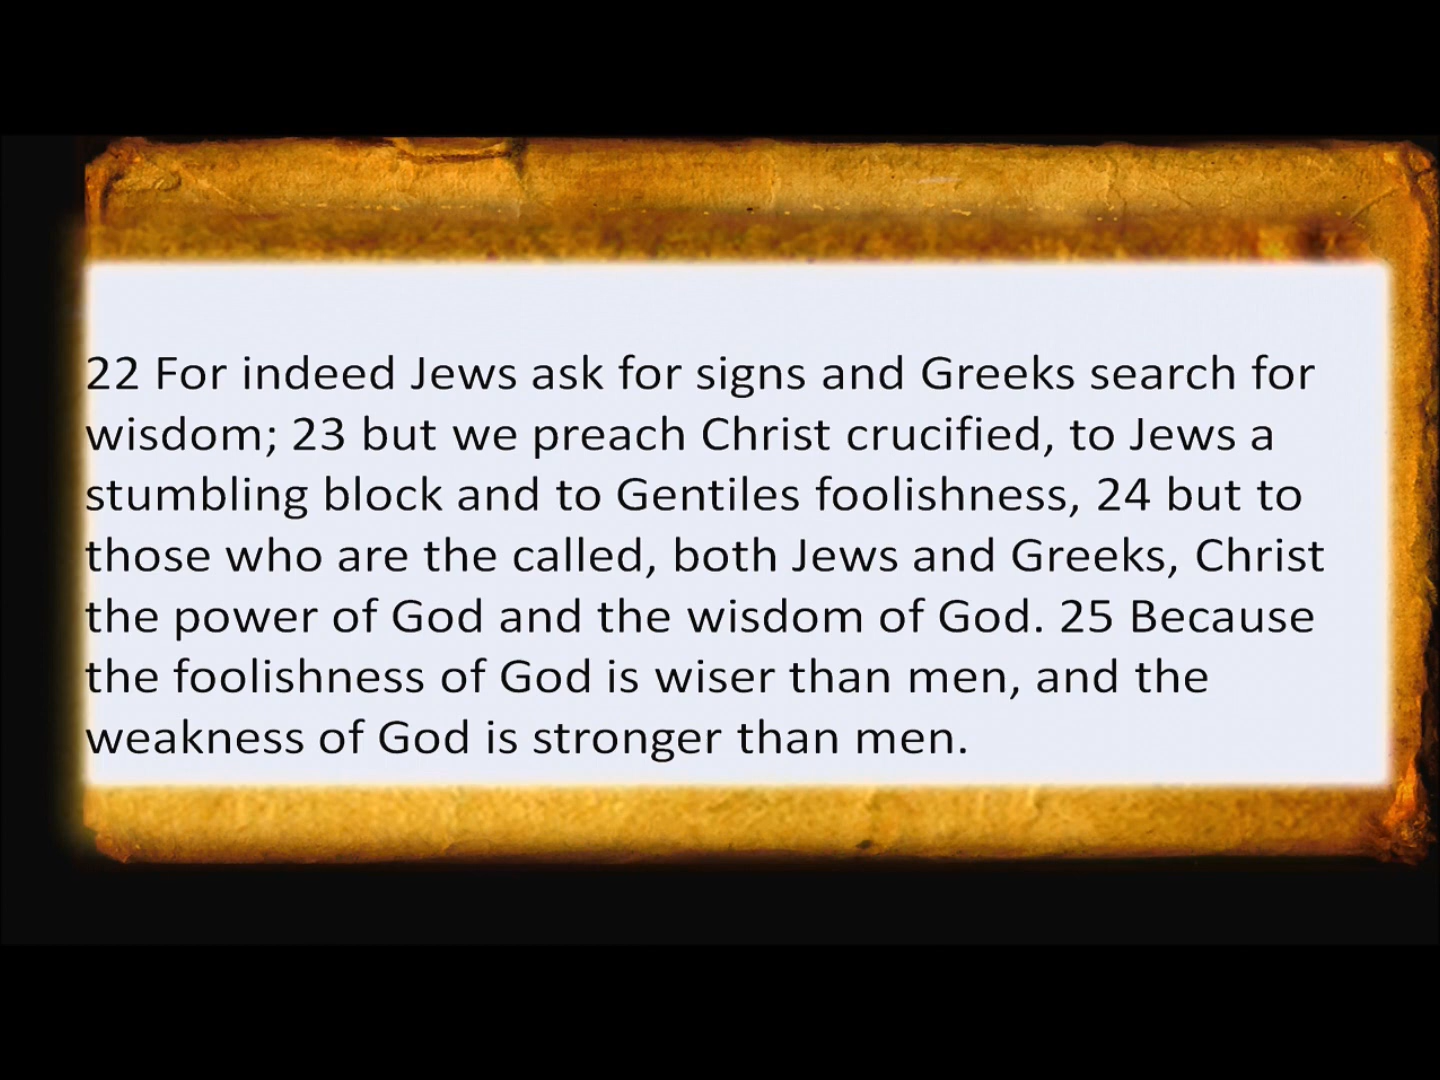 22 For indeed Jews ask for signs and Greeks search for
wisdom; 23 but we preach Christ crucified, to Jews a
stumbling block and to Gentiles foolishness, 24 but to
those who are the called, both Jews and Greeks, Christ
the power of God and the wisdom of God. 25 Because
the foolishness of God is wiser than men, and the
weakness of God is stronger than men.